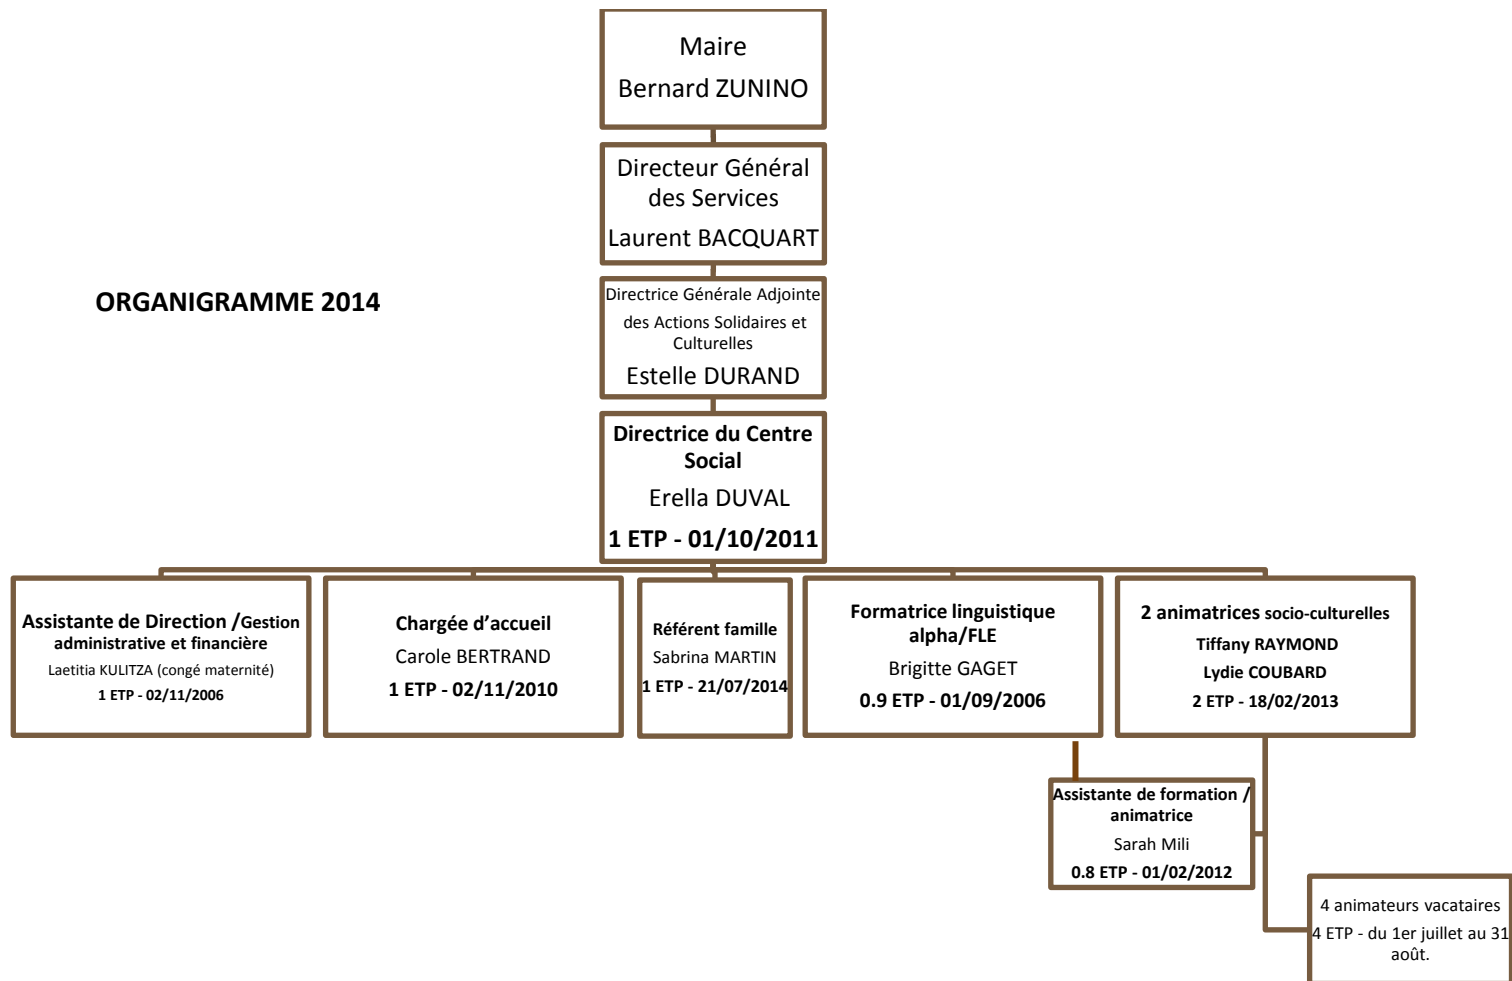 Maire
Bernard ZUNINO
Directeur Général
des Services
Laurent BACQUART
ORGANIGRAMME 2014
Directrice Générale Adjointe
des Actions Solidaires et
Culturelles
Estelle DURAND
Directrice du Centre
Social
Erella DUVAL
1 ETP - 01/10/2011
Assistante de Direction /Gestion
administrative et financière
Laetitia KULITZA (congé maternité)
1 ETP - 02/11/2006
Chargée d’accueil
Carole BERTRAND
1 ETP - 02/11/2010
Référent famille
Sabrina MARTIN
1 ETP - 21/07/2014
Formatrice linguistique
alpha/FLE
Brigitte GAGET
0.9 ETP - 01/09/2006
2 animatrices socio-culturelles
Tiffany RAYMOND
Lydie COUBARD
2 ETP - 18/02/2013
Assistante de formation /
animatrice
Sarah Mili
0.8 ETP - 01/02/2012
4 animateurs vacataires
4 ETP - du 1er juillet au 31
août.